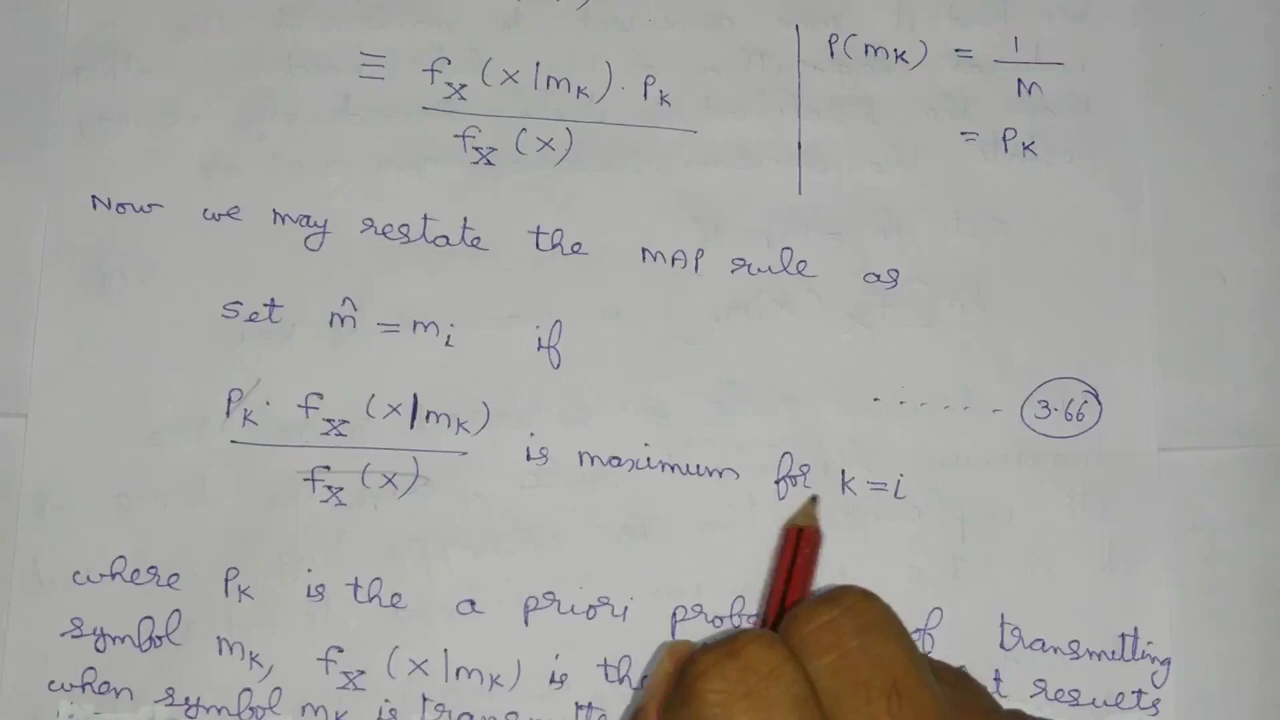 ≡ f_X (x|m_K) · P_K / f_X (x)
P(m_K) = 1/M
= P_K
Now we may restate the MAP rule as
Set m̂ = m_i if
P_K · f_X (x|m_K) / f_X (x) is maximum for k = i ...... 3.66
where P_K is the a priori of transmitting
symbol m_K, f_X (x|m_K) is the results
when symbol m_K is